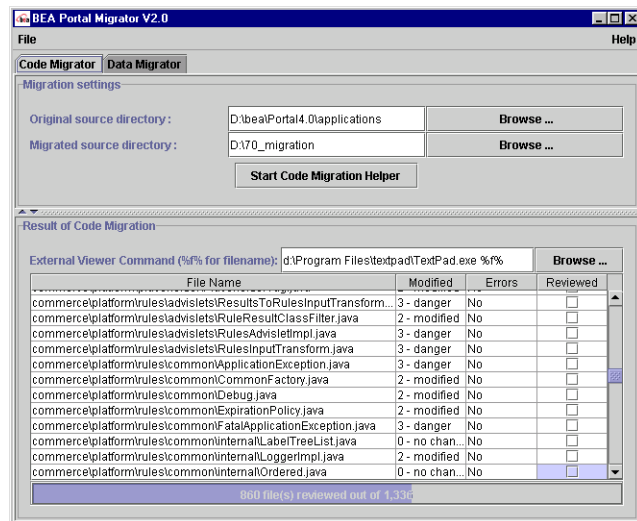 BEA Portal Migrator V2.0
File Help
Code Migrator Data Migrator
Migration settings
Original source directory: D:\bea\Portal4.0\applications Browse ...
Migrated source directory: D:\70_migration Browse ...
Start Code Migration Helper
Result of Code Migration
External Viewer Command (%f% for filename): d:\Program Files\textpad\TextPad.exe %f% Browse ...
File Name Modified Errors Reviewed
commerce\platform\rules\advislets\ResultsToRulesInputTransform... 3 - danger No
commerce\platform\rules\advislets\RuleResultClassFilter.java 2 - modified No
commerce\platform\rules\advislets\RulesAdvisletImpl.java 3 - danger No
commerce\platform\rules\advislets\RulesInputTransform.java 3 - danger No
commerce\platform\rules\common\ApplicationException.java 3 - danger No
commerce\platform\rules\common\CommonFactory.java 2 - modified No
commerce\platform\rules\common\Debug.java 2 - modified No
commerce\platform\rules\common\ExpirationPolicy.java 2 - modified No
commerce\platform\rules\common\FatalApplicationException.java 3 - danger No
commerce\platform\rules\common\internal\LabelTreeList.java 0 - no chan... No
commerce\platform\rules\common\internal\LoggerImpl.java 2 - modified No
commerce\platform\rules\common\internal\Ordered.java 0 - no chan... No
860 file(s) reviewed out of 1,336